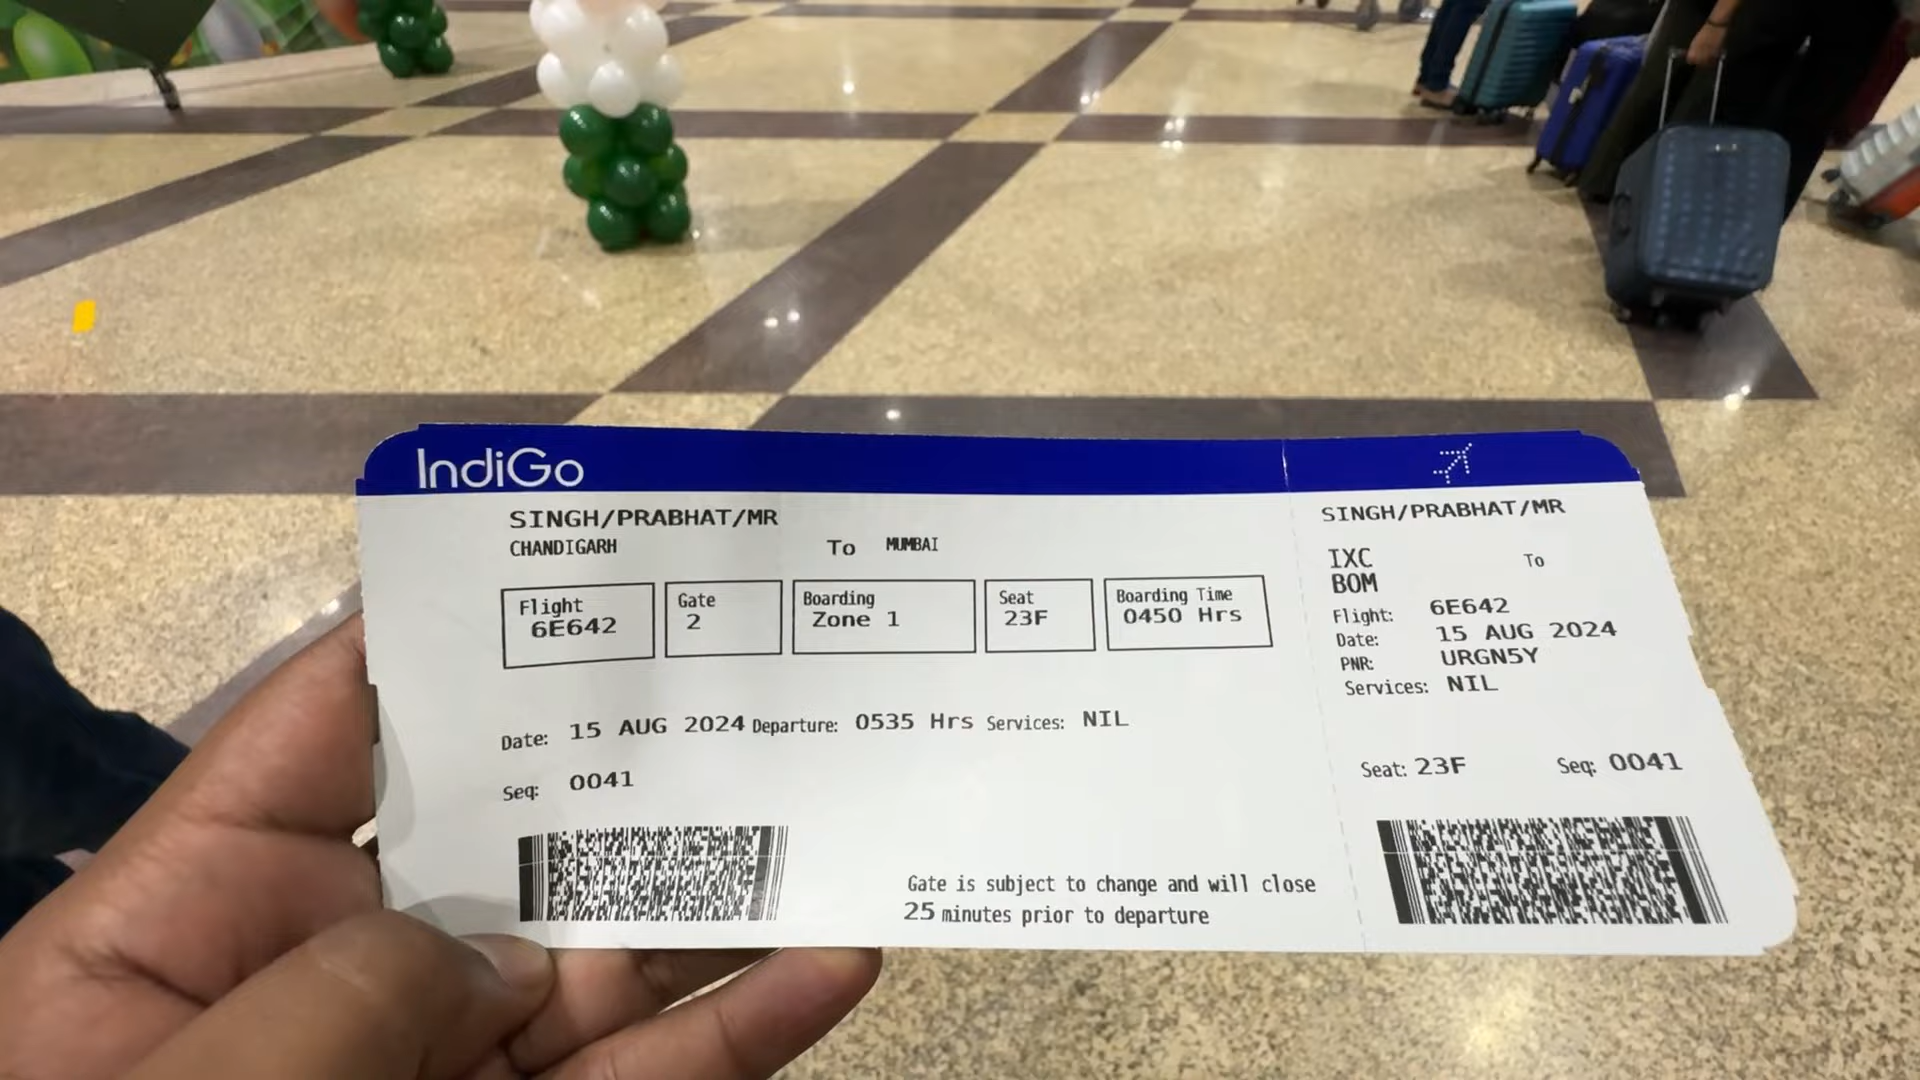 IndiGo
SINGH/PRABHAT/MR
CHANDIGARH To MUMBAI
Flight
6E642
Gate
2
Boarding
Zone 1
Seat
23F
Boarding Time
0450 Hrs
Date: 15 AUG 2024 Departure: 0535 Hrs Services: NIL
Seq: 0041
Gate is subject to change and will close
25 minutes prior to departure
SINGH/PRABHAT/MR
IXC To
BOM
Flight: 6E642
Date: 15 AUG 2024
PNR: URGN5Y
Services: NIL
Seat: 23F Seq: 0041